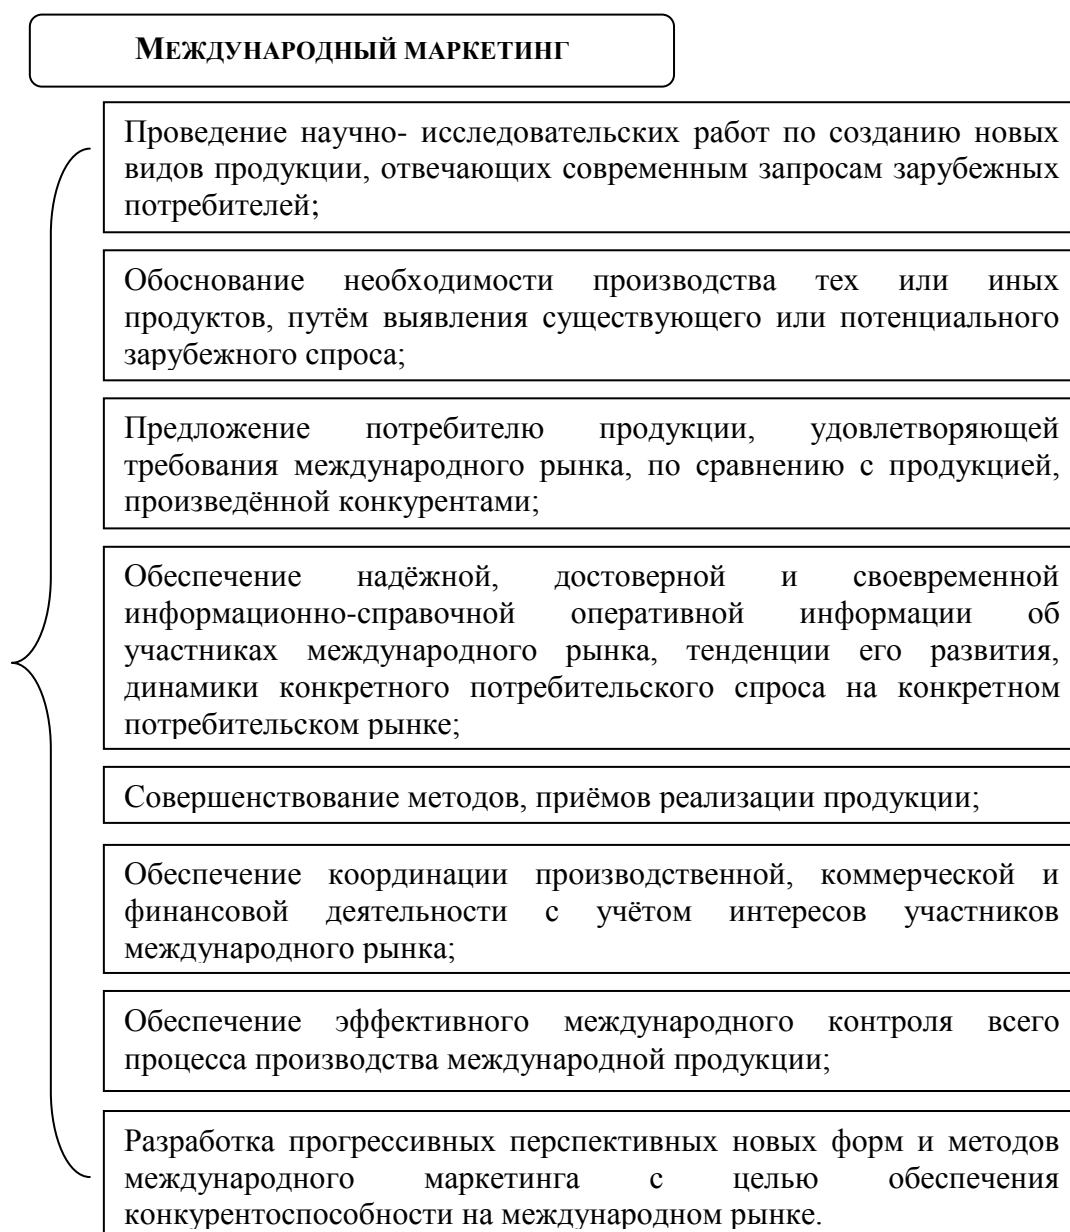 МЕЖДУНАРОДНЫЙ МАРКЕТИНГ
Проведение научно- исследовательских работ по созданию новых
видов продукции, отвечающих современным запросам зарубежных
потребителей;
Обоснование необходимости производства тех или иных
продуктов, путём выявления существующего или потенциального
зарубежного спроса;
Предложение потребителю продукции, удовлетворяющей
требования международного рынка, по сравнению с продукцией,
произведённой конкурентами;
Обеспечение надёжной, достоверной и своевременной
информационно-справочной оперативной информации об
участниках международного рынка, тенденции его развития,
динамики конкретного потребительского спроса на конкретном
потребительском рынке;
Совершенствование методов, приёмов реализации продукции;
Обеспечение координации производственной, коммерческой и
финансовой деятельности с учётом интересов участников
международного рынка;
Обеспечение эффективного международного контроля всего
процесса производства международной продукции;
Разработка прогрессивных перспективных новых форм и методов
международного маркетинга с целью обеспечения
конкурентоспособности на международном рынке.